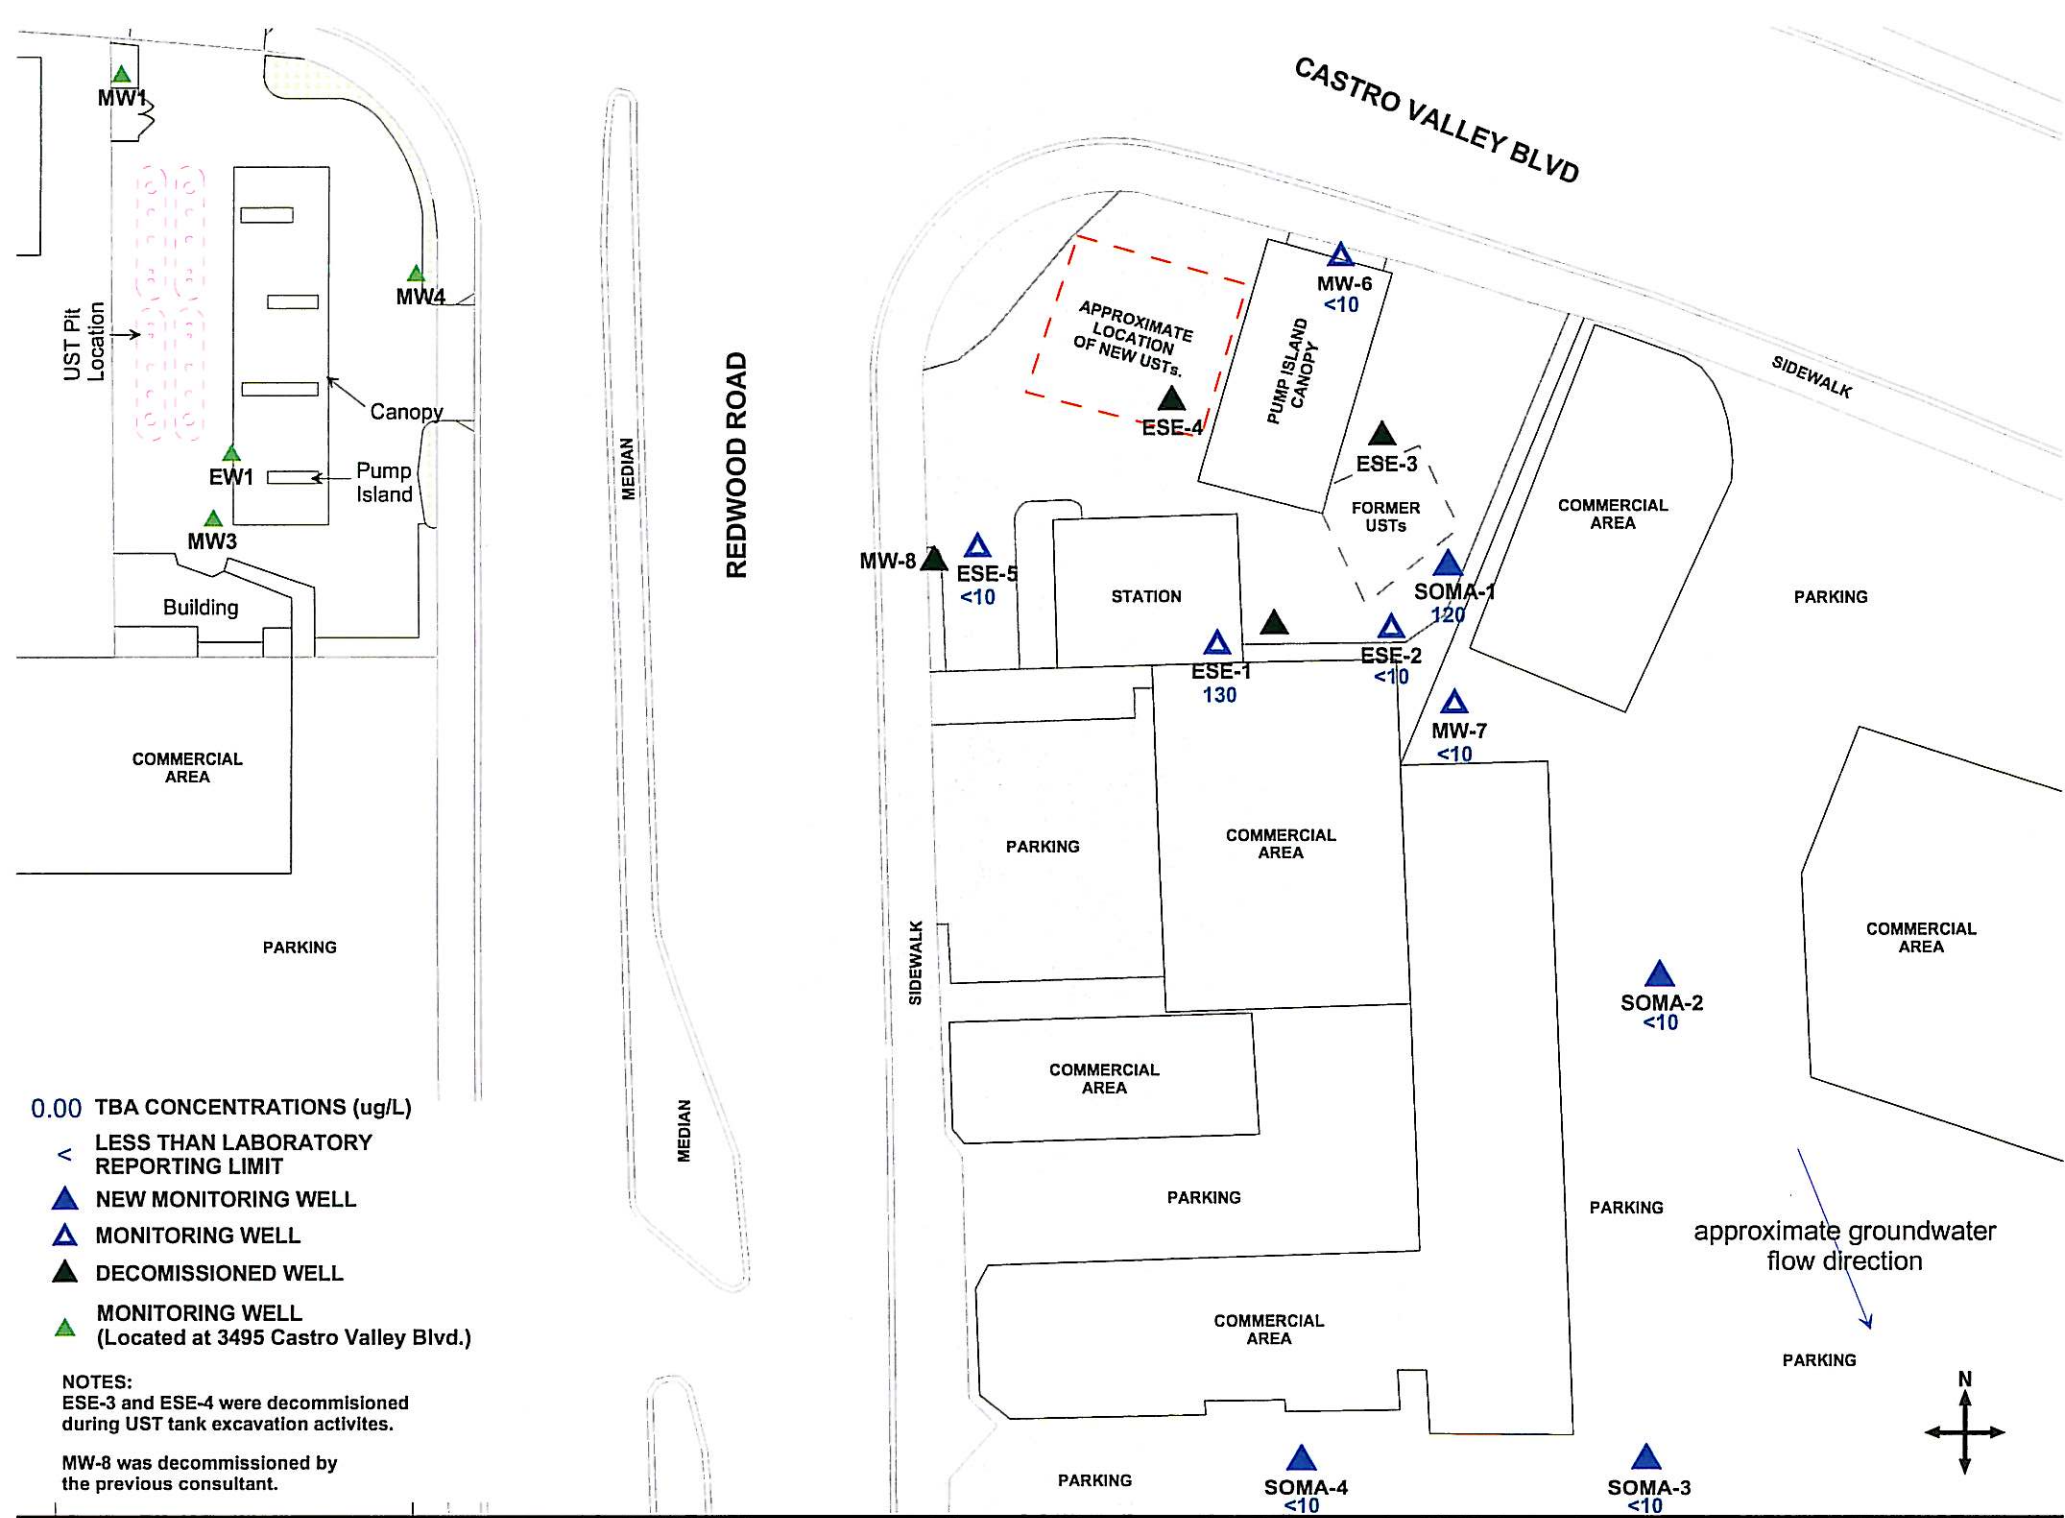 CASTRO VALLEY BLVD
MW1
MW4
UST Pit
Location
Canopy
EW1
Pump
Island
MW3
Building
COMMERCIAL
AREA
PARKING
REDWOOD ROAD
MEDIAN
MEDIAN
MW-6
<10
APPROXIMATE
LOCATION
OF NEW USTs.
PUMP ISLAND
CANOPY
ESE-4
ESE-3
FORMER
USTs
SIDEWALK
COMMERCIAL
AREA
PARKING
MW-8
ESE-5
<10
STATION
SOMA-1
120
ESE-1
130
ESE-2
<10
MW-7
<10
PARKING
COMMERCIAL
AREA
SIDEWALK
COMMERCIAL
AREA
SOMA-2
<10
COMMERCIAL
AREA
PARKING
PARKING
approximate groundwater
flow direction
COMMERCIAL
AREA
PARKING
N
PARKING
SOMA-4
<10
SOMA-3
<10
0.00 TBA CONCENTRATIONS (ug/L)
< LESS THAN LABORATORY
REPORTING LIMIT
NEW MONITORING WELL
MONITORING WELL
DECOMISSIONED WELL
MONITORING WELL
(Located at 3495 Castro Valley Blvd.)
NOTES:
ESE-3 and ESE-4 were decommisioned
during UST tank excavation activites.
MW-8 was decommissioned by
the previous consultant.